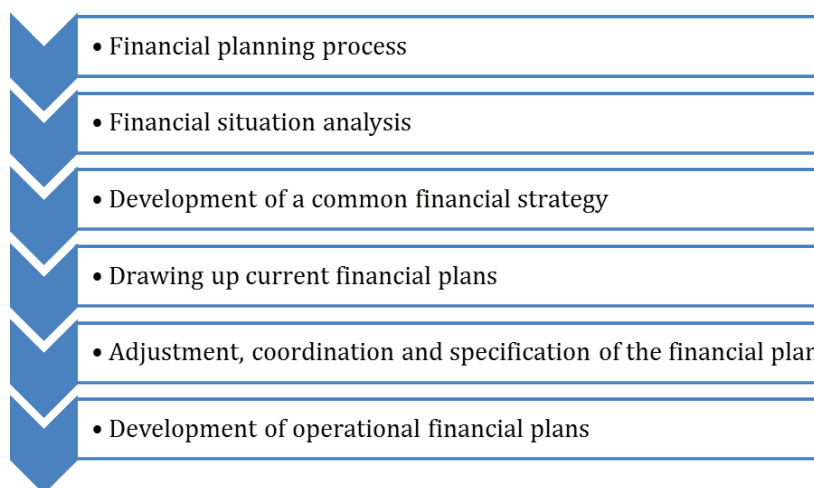 • Financial planning process
• Financial situation analysis
• Development of a common financial strategy
• Drawing up current financial plans
• Adjustment, coordination and specification of the financial plan
• Development of operational financial plans